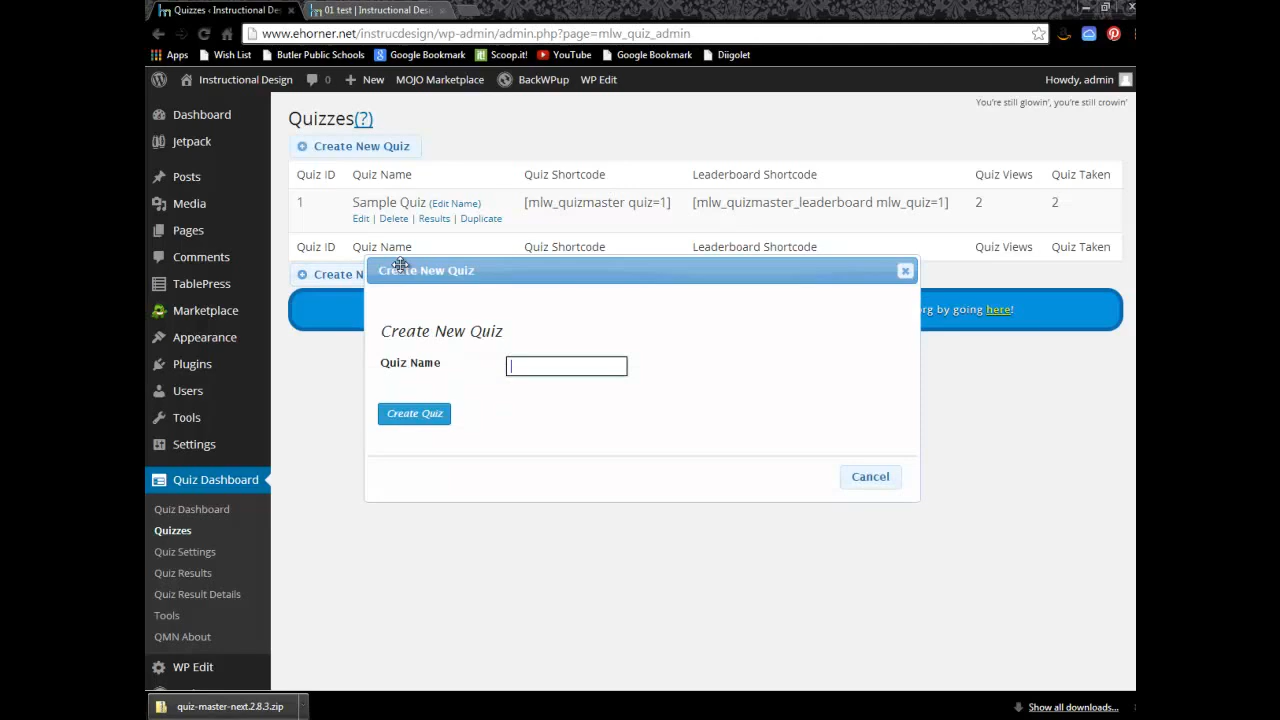 Quizzes ‹ Instructional Des
01 test | Instructional Desi
www.ehorner.net/instrucdesign/wp-admin/admin.php?page=mlw_quiz_admin
Apps Wish List Butler Public Schools Google Bookmark Scoop.it! YouTube Google Bookmark Diigolet
Instructional Design 0 New MOJO Marketplace BackWPup WP Edit Howdy, admin
You're still glowin', you're still crowin'
Quizzes(?)
Create New Quiz
Quiz ID Quiz Name Quiz Shortcode Leaderboard Shortcode Quiz Views Quiz Taken
1 Sample Quiz (Edit Name) [mlw_quizmaster quiz=1] [mlw_quizmaster_leaderboard mlw_quiz=1] 2 2
Edit | Delete | Results | Duplicate
Quiz ID Quiz Name Quiz Shortcode Leaderboard Shortcode Quiz Views Quiz Taken
Create N
Create New Quiz
org by going here!
Create New Quiz
Quiz Name
Create Quiz
Cancel
Dashboard
Jetpack
Posts
Media
Pages
Comments
TablePress
Marketplace
Appearance
Plugins
Users
Tools
Settings
Quiz Dashboard
Quiz Dashboard
Quizzes
Quiz Settings
Quiz Results
Quiz Result Details
Tools
QMN About
WP Edit
quiz-master-next.2.8.3.zip
Show all downloads...